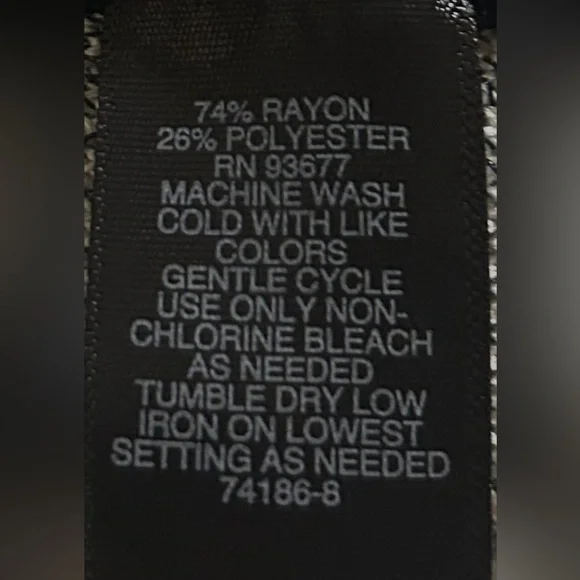 74% RAYON
26% POLYESTER
RN 93677
MACHINE WASH
COLD WITH LIKE
COLORS
GENTLE CYCLE
USE ONLY NON-
CHLORINE BLEACH
AS NEEDED
TUMBLE DRY LOW
IRON ON LOWEST
SETTING AS NEEDED
74186-8